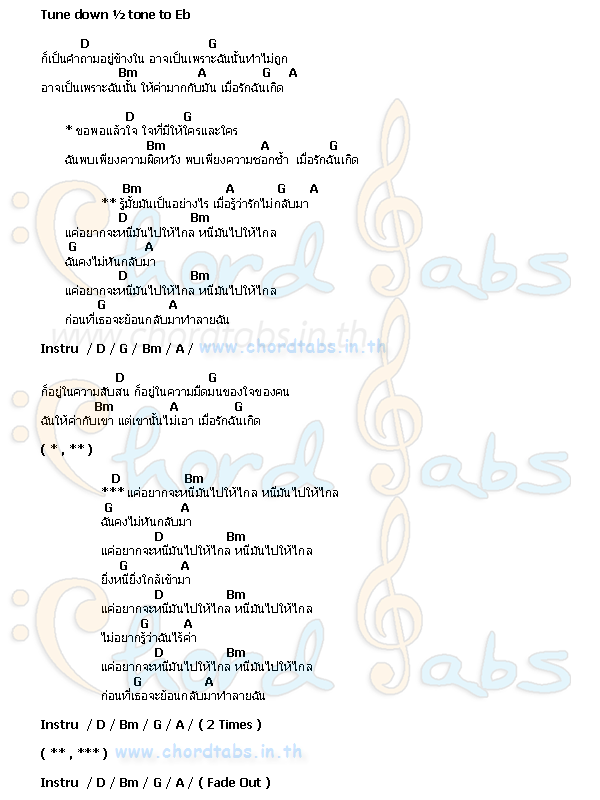 Tune down ½ tone to Eb
D G
ก็เป็นคำถามอยู่ข้างใน อาจเป็นเพราะฉันนั้นทำไม่ถูก
Bm A G A
อาจเป็นเพราะฉันนั้น ให้ค่ามากกับมัน เมื่อรักฉันเกิด
D G
* ขอพอแล้วใจ ใจที่มีให้ใครและใคร
Bm A G
ฉันพบเพียงความผิดหวัง พบเพียงความชอกช้ำ เมื่อรักฉันเกิด
Bm A G A
** รู้มั้ยมันเป็นอย่างไร เมื่อรู้ว่ารักไม่กลับมา
D Bm
แค่อยากจะหนีมันไปให้ไกล หนีมันไปให้ไกล
G A
ฉันคงไม่หันกลับมา
D Bm
แค่อยากจะหนีมันไปให้ไกล หนีมันไปให้ไกล
G A
ก่อนที่เธอจะย้อนกลับมาทำลายฉัน
Instru / D / G / Bm / A / www.chordtabs.in.th
D G
ก็อยู่ในความสับสน ก็อยู่ในความมืดมนของใจของคน
Bm A G
ฉันให้ค่ากับเขา แต่เขานั้นไม่เอา เมื่อรักฉันเกิด
( * , ** )
D Bm
*** แค่อยากจะหนีมันไปให้ไกล หนีมันไปให้ไกล
G A
ฉันคงไม่หันกลับมา
D Bm
แค่อยากจะหนีมันไปให้ไกล หนีมันไปให้ไกล
G A
ยิ่งหนียิ่งใกล้เข้ามา
D Bm
แค่อยากจะหนีมันไปให้ไกล หนีมันไปให้ไกล
G A
ไม่อยากรู้ว่าฉันไร้ค่า
D Bm
แค่อยากจะหนีมันไปให้ไกล หนีมันไปให้ไกล
G A
ก่อนที่เธอจะย้อนกลับมาทำลายฉัน
Instru / D / Bm / G / A / ( 2 Times )
( ** , *** ) www.chordtabs.in.th
Instru / D / Bm / G / A / ( Fade Out )